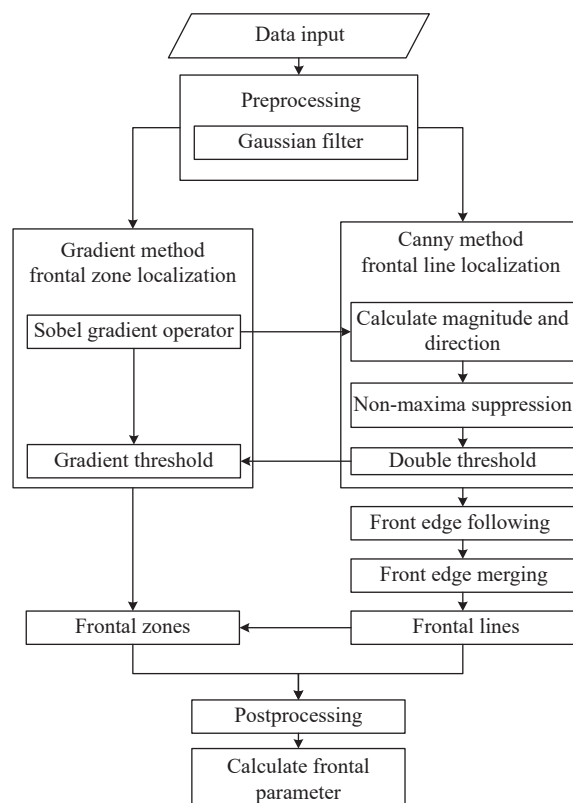 Data input
Preprocessing
Gaussian filter
Gradient method
frontal zone localization
Sobel gradient operator
Gradient threshold
Canny method
frontal line localization
Calculate magnitude and
direction
Non-maxima suppression
Double threshold
Front edge following
Front edge merging
Frontal zones
Frontal lines
Postprocessing
Calculate frontal
parameter